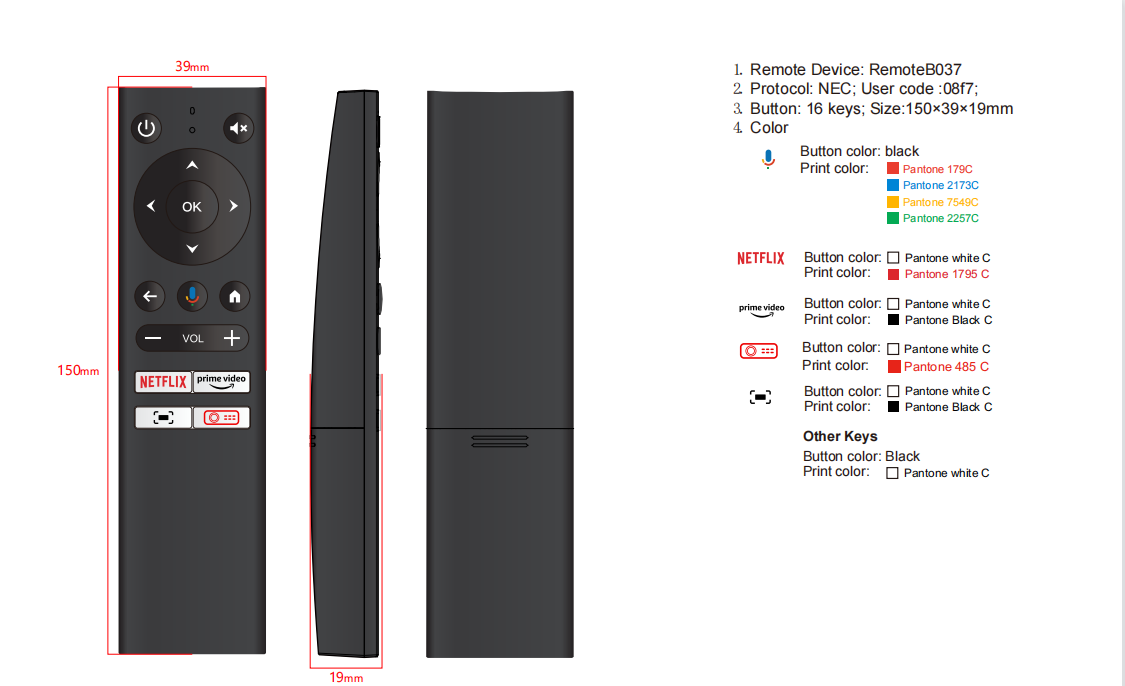 39mm
150mm
19mm
OK
VOL
NETFLIX
prime video
1. Remote Device: RemoteB037
2. Protocol: NEC; User code :08f7;
3. Button: 16 keys; Size:150×39×19mm
4. Color
Button color: black
Print color: Pantone 179C
Pantone 2173C
Pantone 7549C
Pantone 2257C
NETFLIX
Button color: Pantone white C
Print color: Pantone 1795 C
prime video
Button color: Pantone white C
Print color: Pantone Black C
Button color: Pantone white C
Print color: Pantone 485 C
Button color: Pantone white C
Print color: Pantone Black C
Other Keys
Button color: Black
Print color: Pantone white C